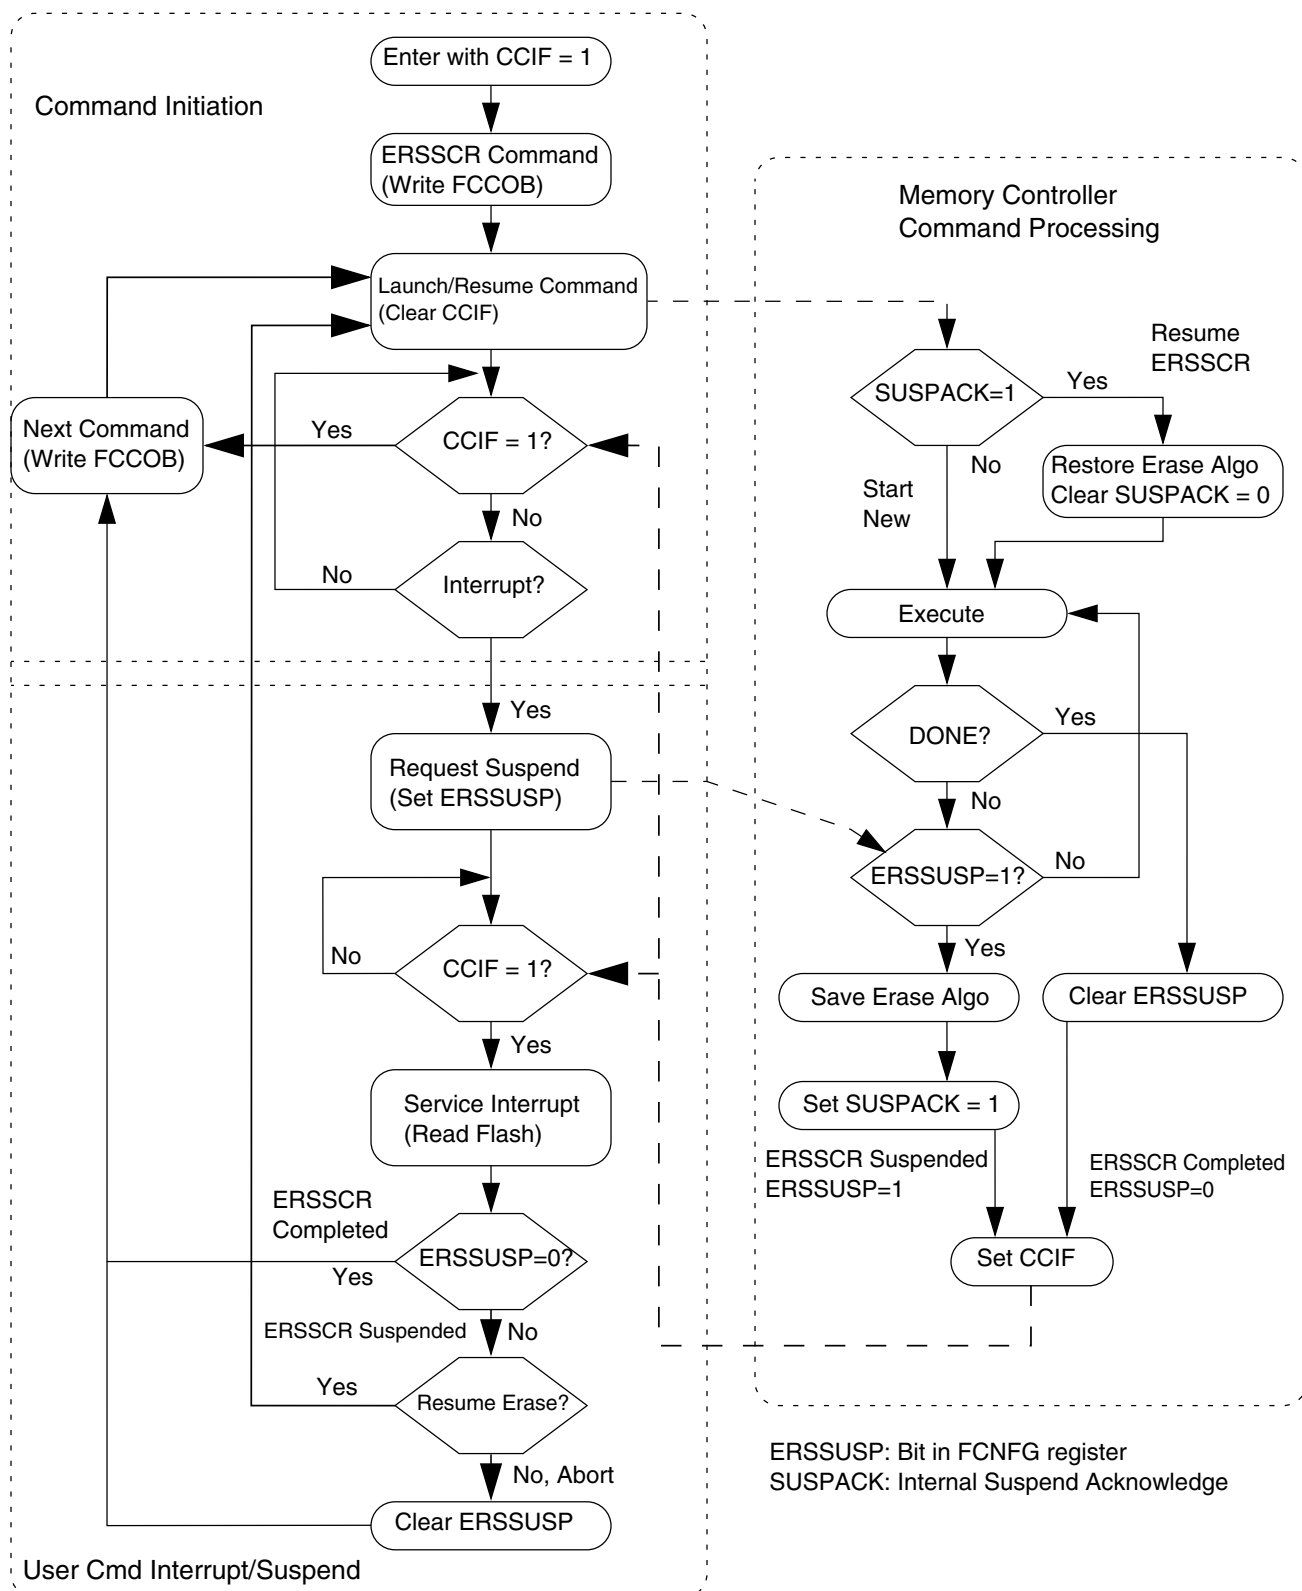 Enter with CCIF = 1
Command Initiation
ERSSCR Command
(Write FCCOB)
Memory Controller
Command Processing
Launch/Resume Command
(Clear CCIF)
Resume
ERSSCR
SUSPACK=1
Yes
Next Command
(Write FCCOB)
Yes
CCIF = 1?
No
Restore Erase Algo
Clear SUSPACK = 0
Start
New
No
No
Interrupt?
Execute
Yes
DONE?
Yes
Request Suspend
(Set ERSSUSP)
No
ERSSUSP=1?
No
No
CCIF = 1?
Yes
Save Erase Algo
Clear ERSSUSP
Yes
Service Interrupt
(Read Flash)
Set SUSPACK = 1
ERSSCR Suspended
ERSSUSP=1
ERSSCR Completed
ERSSUSP=0
ERSSCR
Completed
ERSSUSP=0?
Yes
Set CCIF
ERSSCR Suspended
No
Yes
Resume Erase?
No, Abort
ERSSUSP: Bit in FCNFG register
SUSPACK: Internal Suspend Acknowledge
Clear ERSSUSP
User Cmd Interrupt/Suspend